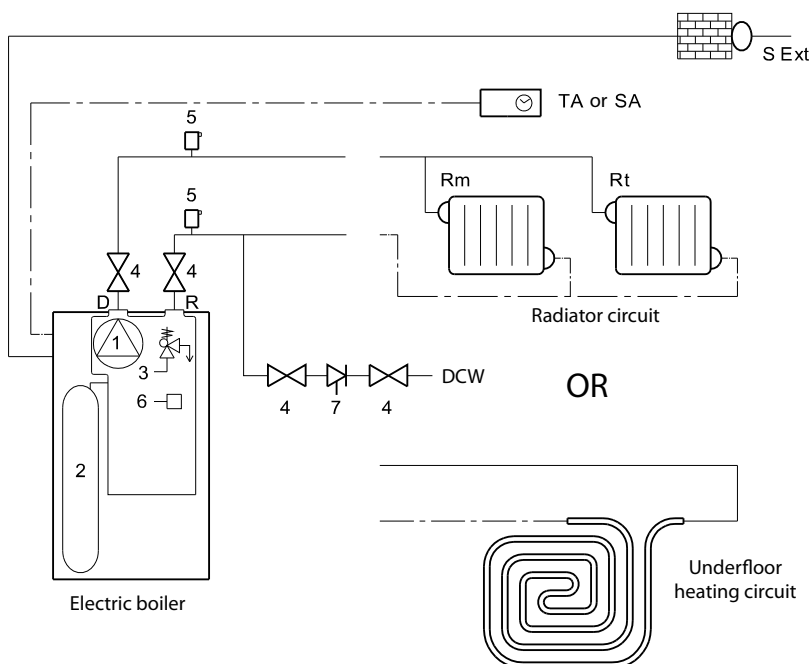 S Ext
TA or SA
5
Rm
Rt
5
4
4
D
R
Radiator circuit
1
3
6
DCW
4
7
4
OR
2
Underfloor
heating circuit
Electric boiler